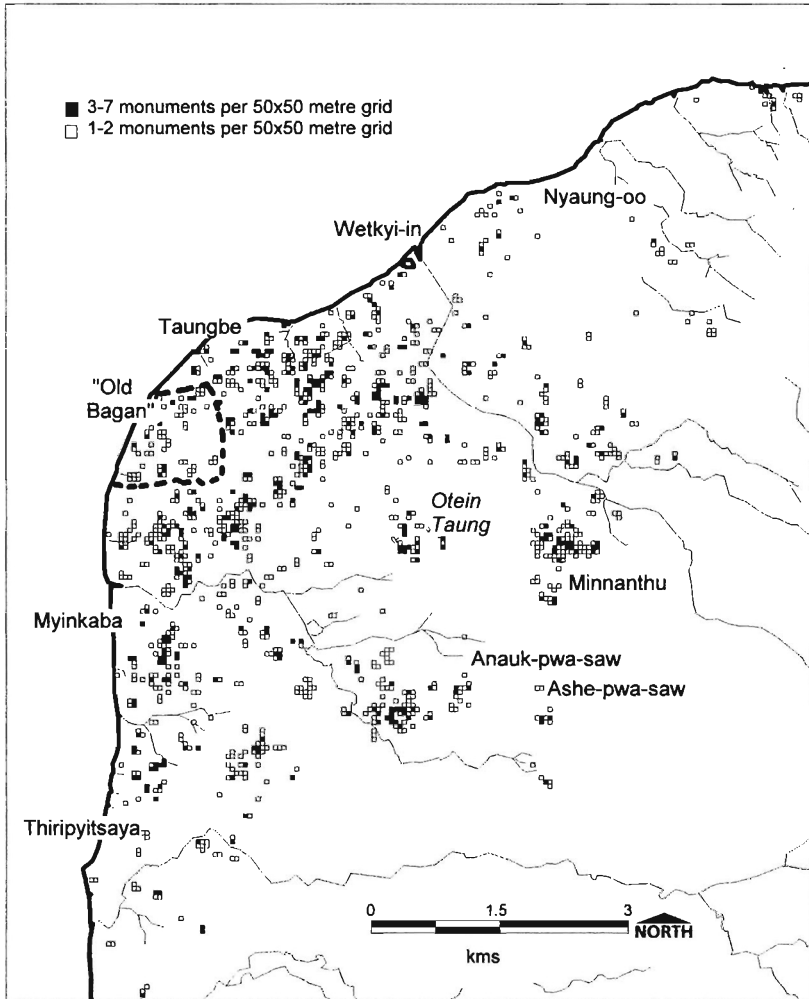 3-7 monuments per 50x50 metre grid
1-2 monuments per 50x50 metre grid
Nyaung-oo
Wetkyi-in
Taungbe
"Old
Bagan"
Otein
Taung
Minnanthu
Myinkaba
Anauk-pwa-saw
Ashe-pwa-saw
Thiripyitsaya
0 1.5 3
NORTH
kms